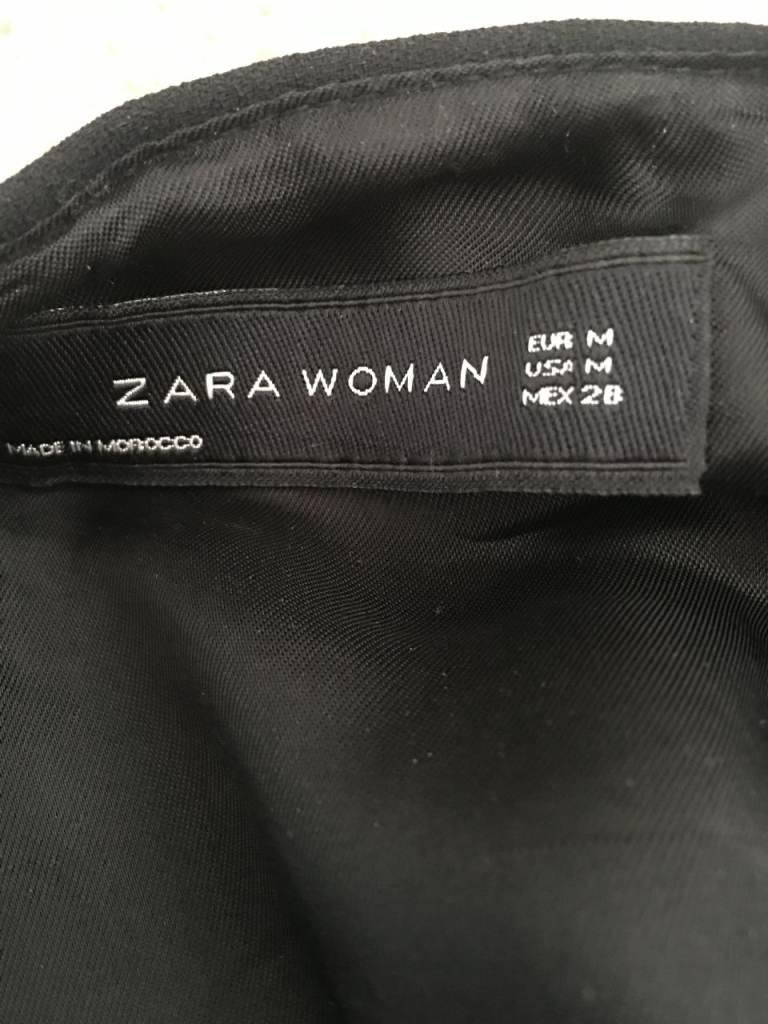 ZARA WOMAN
EUR M
USA M
MEX 28
MADE IN MOROCCO